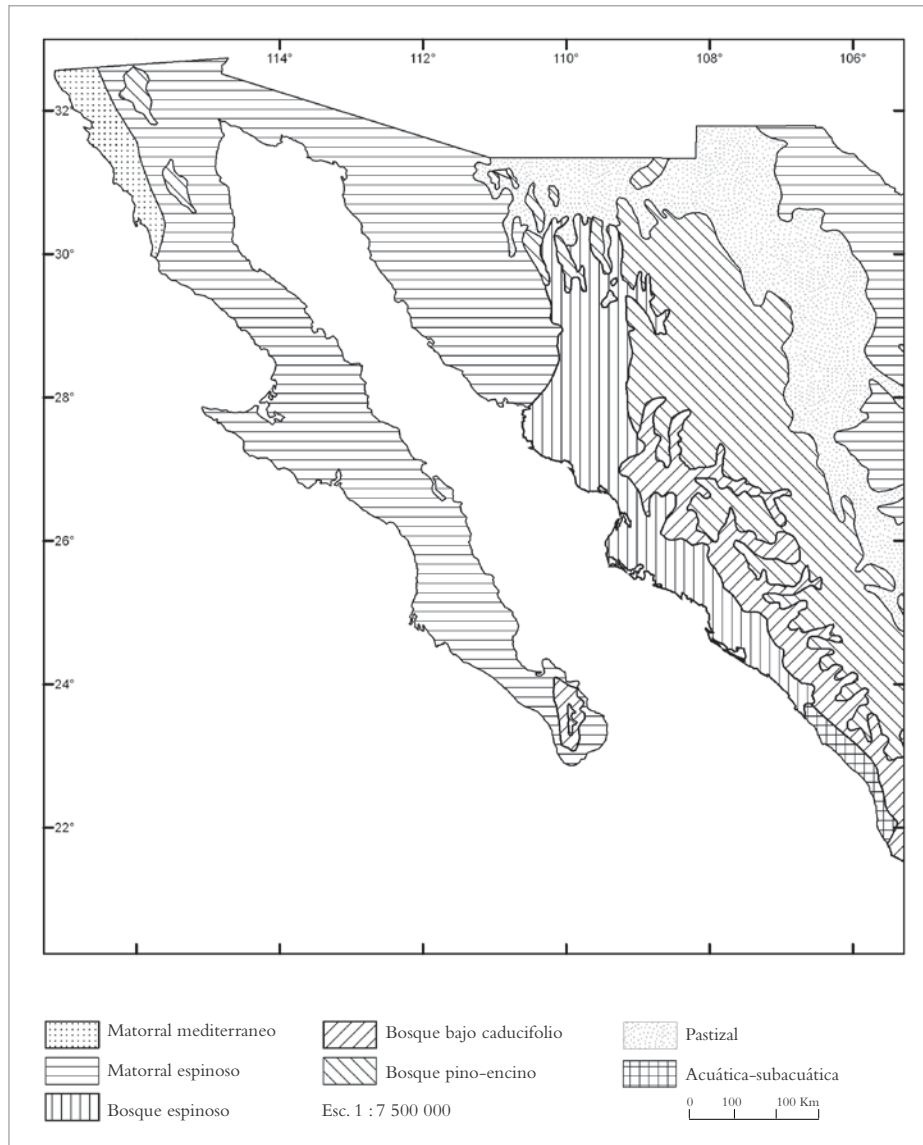 114° 112° 110° 108° 106°
32°
30°
28°
26°
24°
22°
Matorral mediterraneo
Matorral espinoso
Bosque espinoso
Bosque bajo caducifolio
Bosque pino-encino
Esc. 1 : 7 500 000
Pastizal
Acuática-subacuática
0 100 100 Km